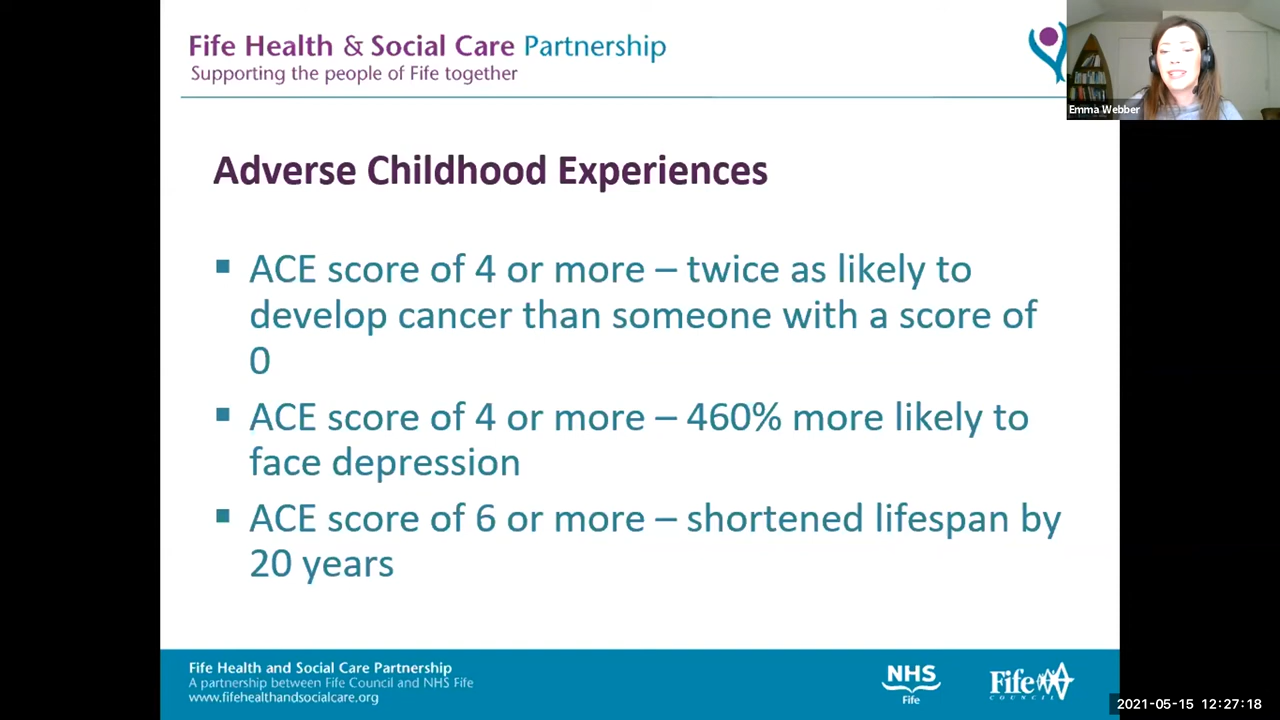 Fife Health & Social Care Partnership
Supporting the people of Fife together
Emma Webber
Adverse Childhood Experiences
▪ ACE score of 4 or more – twice as likely to
develop cancer than someone with a score of
0
▪ ACE score of 4 or more – 460% more likely to
face depression
▪ ACE score of 6 or more – shortened lifespan by
20 years
Fife Health and Social Care Partnership
A partnership between Fife Council and NHS Fife
www.fifehealthandsocialcare.org
NHS
Fife
Fife
COUNCIL
2021-05-15 12:27:18